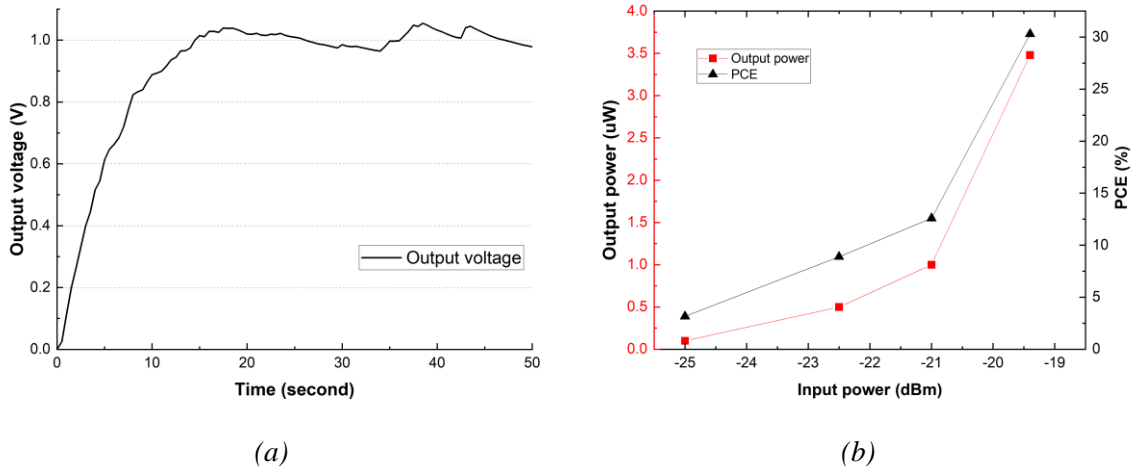 1.0
0.8
0.6
0.4
0.2
0.0
0 10 20 30 40 50
Output voltage (V)
Time (second)
Output voltage
(a)
4.0
3.5
3.0
2.5
2.0
1.5
1.0
0.5
0.0
Output power (uW)
Output power
PCE
-25 -24 -23 -22 -21 -20 -19
Input power (dBm)
30
25
20
15
10
5
0
PCE (%)
(b)